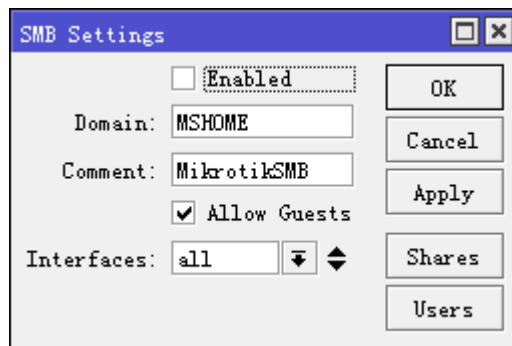 SMB Settings
Enabled
OK
Domain: MSHOME
Cancel
Comment: MikrotikSMB
Apply
Allow Guests
Interfaces: all
Shares
Users